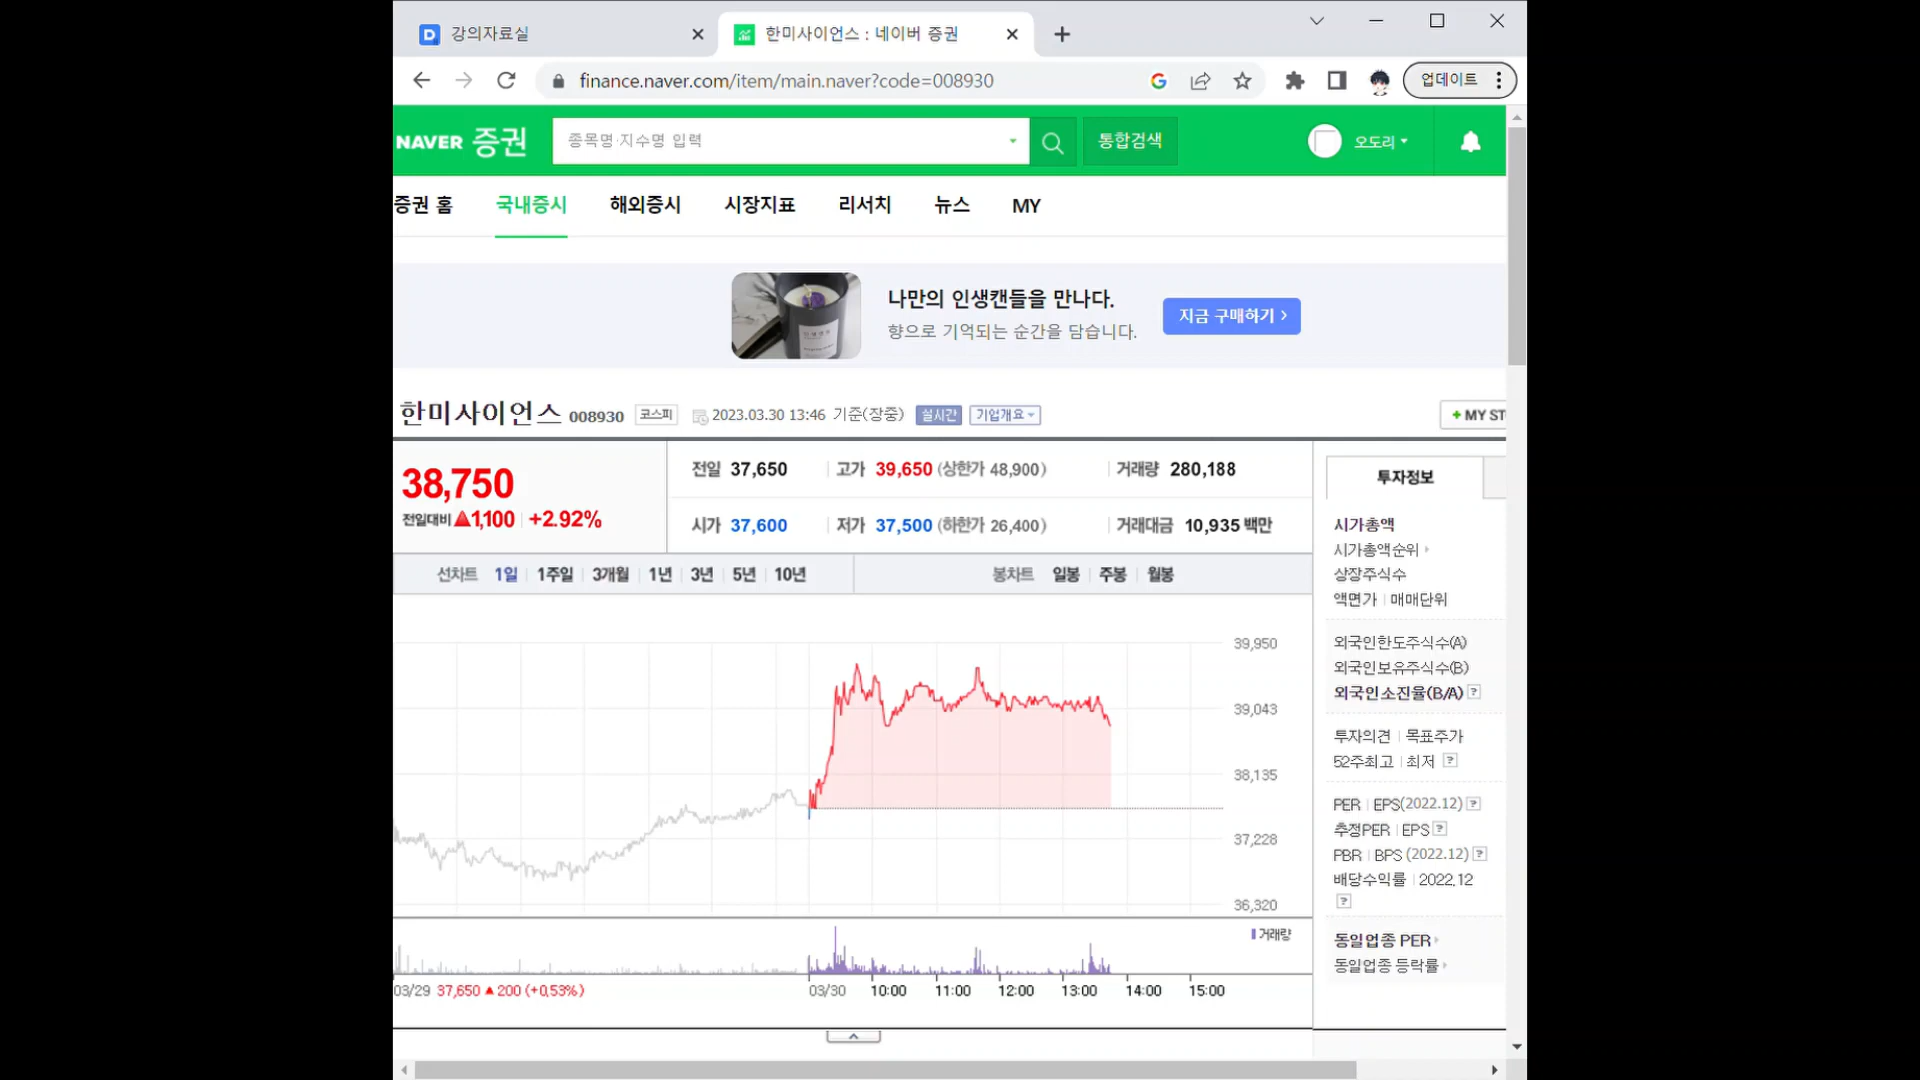 강의자료실
한미사이언스 : 네이버 증권
finance.naver.com/item/main.naver?code=008930
업데이트
NAVER 증권
종목명·지수명 입력
통합검색
오도리
증권 홈 국내증시 해외증시 시장지표 리서치 뉴스 MY
나만의 인생캔들을 만나다.
향으로 기억되는 순간을 담습니다.
지금 구매하기 >
한미사이언스 008930 코스피 2023.03.30 13:46 기준(장중) 실시간 기업개요
+ MY ST
38,750
전일대비 ▲1,100 +2.92%
전일 37,650 고가 39,650 (상한가 48,900) 거래량 280,188
시가 37,600 저가 37,500 (하한가 26,400) 거래대금 10,935 백만
선차트 1일 1주일 3개월 1년 3년 5년 10년
봉차트 일봉 주봉 월봉
39,950
39,043
38,135
37,228
36,320
거래량
03/29 37,650 ▲ 200 (+0.53%)
03/30 10:00 11:00 12:00 13:00 14:00 15:00
투자정보
시가총액
시가총액순위
상장주식수
액면가 | 매매단위
외국인한도주식수(A)
외국인보유주식수(B)
외국인소진율(B/A) ?
투자의견 | 목표주가
52주최고 | 최저 ?
PER | EPS(2022.12) ?
추정PER | EPS ?
PBR | BPS (2022.12) ?
배당수익률 | 2022.12
?
동일업종 PER
동일업종 등락률